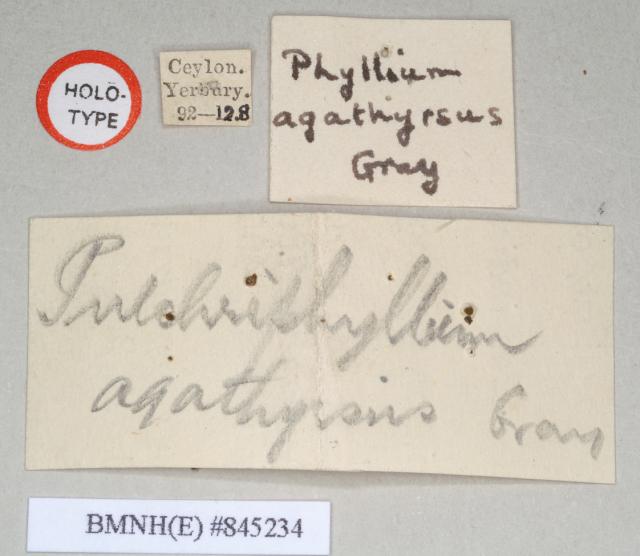 HOLO-
TYPE
Ceylon.
Yerbury.
92—128
Phyllium
agathyrsus
Gray
Pulchriphyllium
agathyrsus Gray
BMNH(E) #845234